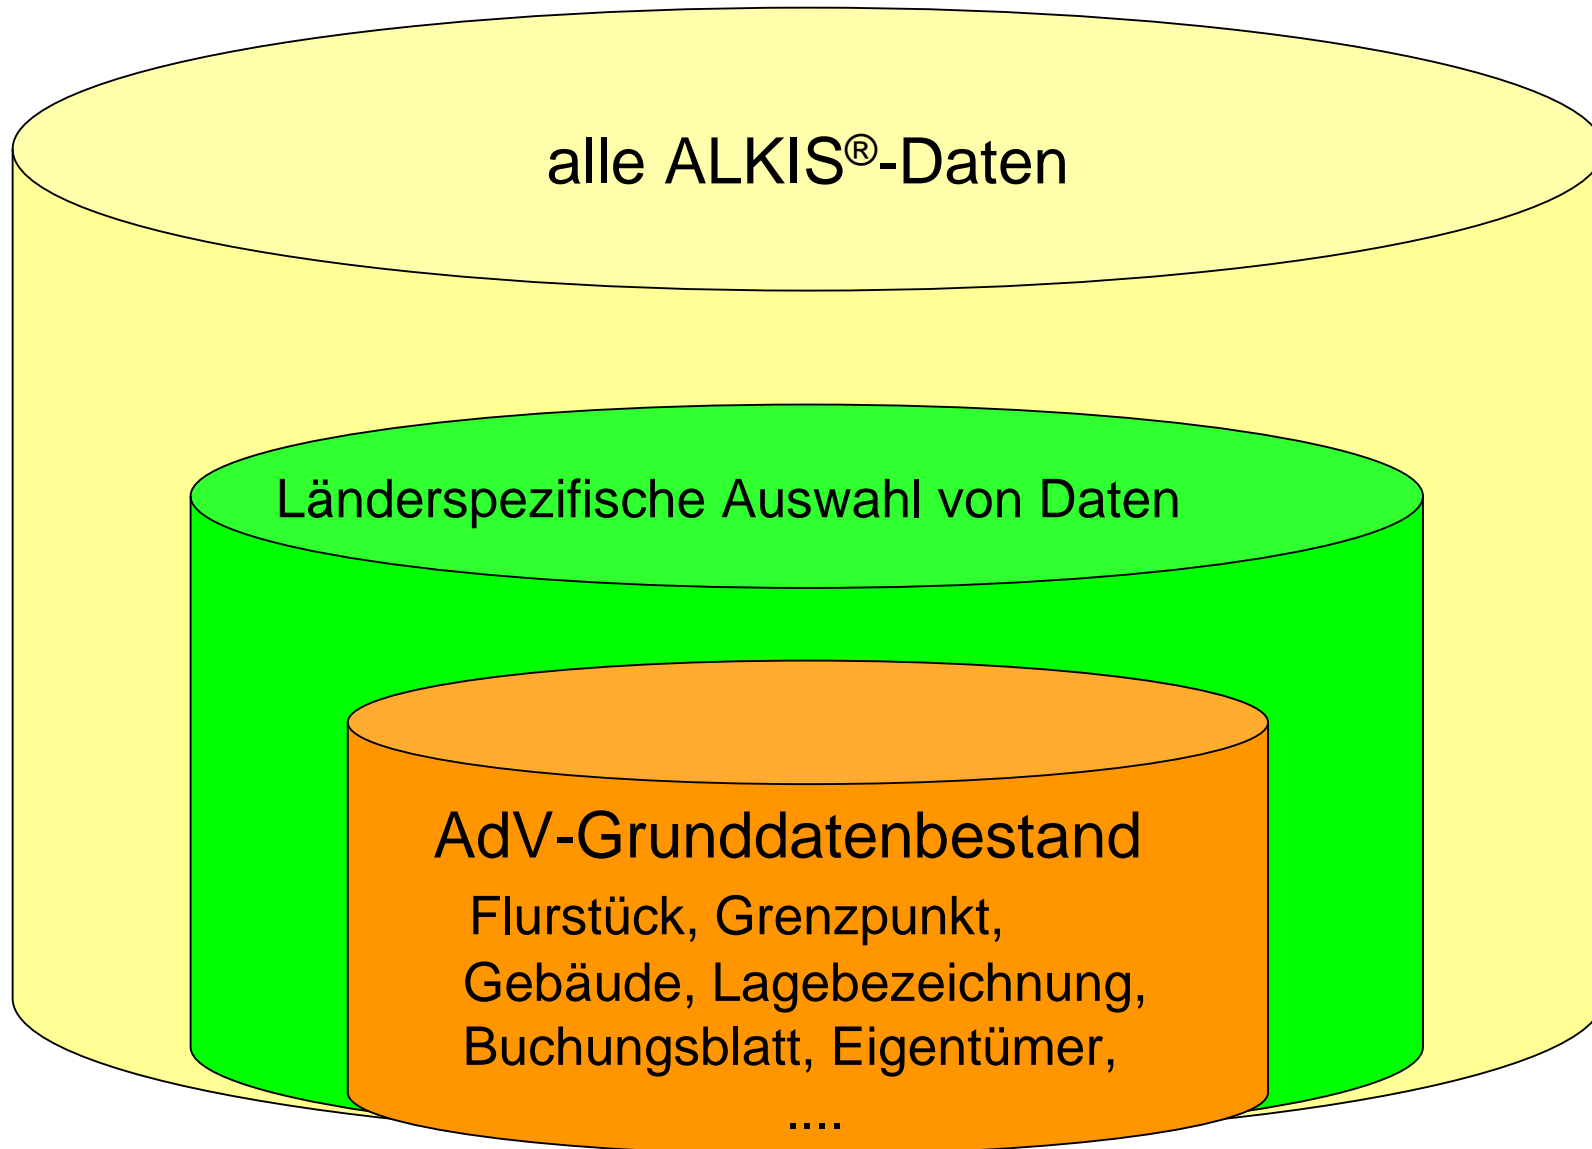 alle ALKIS®-Daten
Länderspezifische Auswahl von Daten
AdV-Grunddatenbestand
Flurstück, Grenzpunkt,
Gebäude, Lagebezeichnung,
Buchungsblatt, Eigentümer,
....